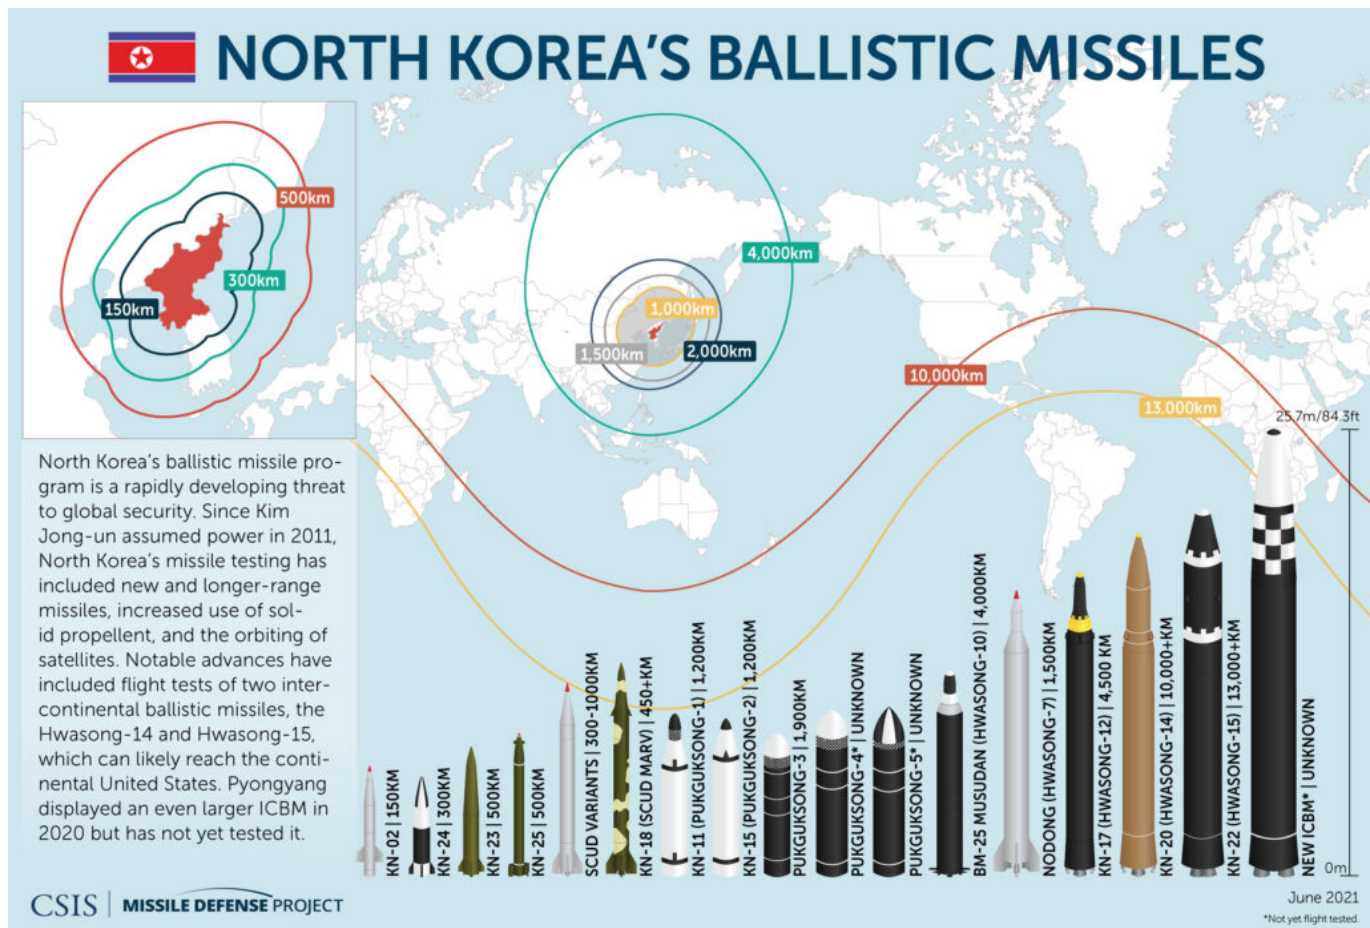 NORTH KOREA'S BALLISTIC MISSILES
500km
300km
150km
4,000km
1,000km
1,500km
2,000km
10,000km
13,000km
North Korea's ballistic missile pro-
gram is a rapidly developing threat
to global security. Since Kim
Jong-un assumed power in 2011,
North Korea's missile testing has
included new and longer-range
missiles, increased use of sol-
id propellent, and the orbiting of
satellites. Notable advances have
included flight tests of two inter-
continental ballistic missiles, the
Hwasong-14 and Hwasong-15,
which can likely reach the conti-
nental United States. Pyongyang
displayed an even larger ICBM in
2020 but has not yet tested it.
KN-02 | 150KM
KN-24 | 300KM
KN-23 | 500KM
KN-25 | 500KM
SCUD VARIANTS | 300-1000KM
KN-18 (SCUD MARV) | 450+KM
KN-11 (PUKGUKSONG-1) | 1,200KM
KN-15 (PUKGUKSONG-2) | 1,200KM
PUKGUKSONG-3 | 1,900KM
PUKGUKSONG-4* | UNKNOWN
PUKGUKSONG-5* | UNKNOWN
BM-25 MUSUDAN (HWASONG-10) | 4,000KM
NODONG (HWASONG-7) | 1,500KM
KN-17 (HWASONG-12) | 4,500 KM
KN-20 (HWASONG-14) | 10,000+KM
KN-22 (HWASONG-15) | 13,000+KM
NEW ICBM* | UNKNOWN
25.7m/84.3ft
0m
CSIS | MISSILE DEFENSE PROJECT
June 2021
*Not yet flight tested.